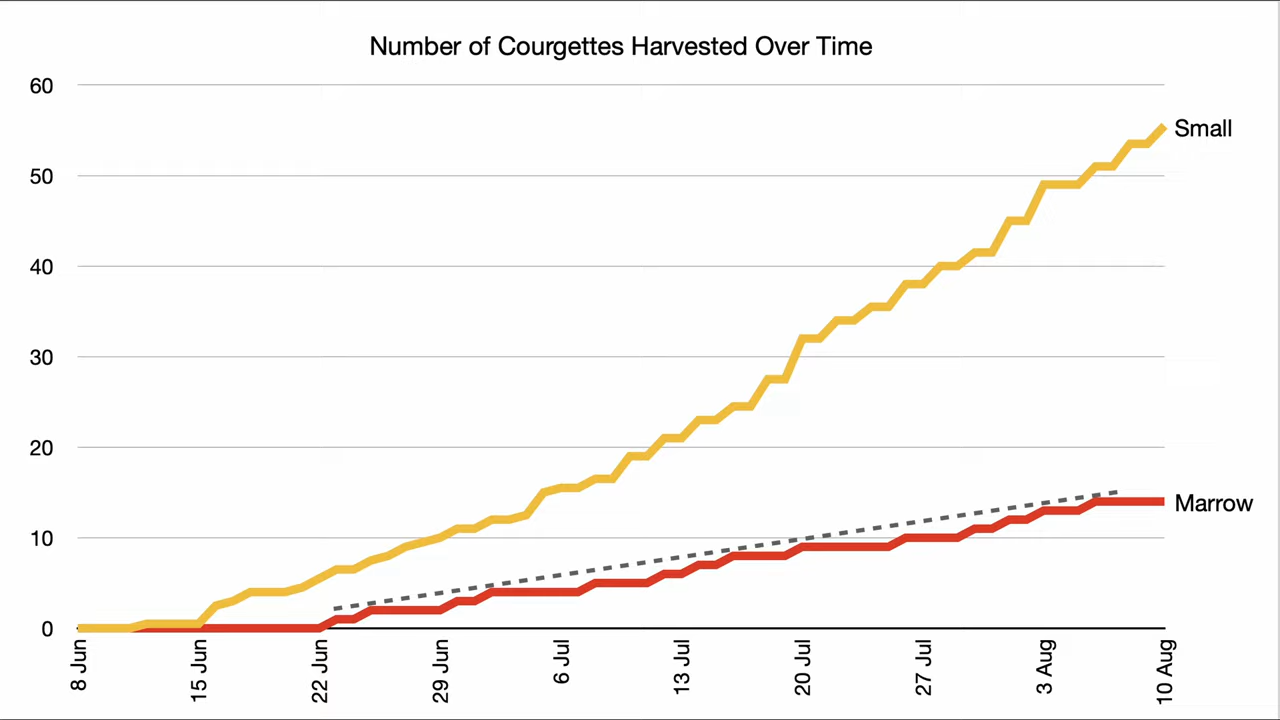 Number of Courgettes Harvested Over Time
60
50
40
30
20
10
0
Small
Marrow
8 Jun
15 Jun
22 Jun
29 Jun
6 Jul
13 Jul
20 Jul
27 Jul
3 Aug
10 Aug